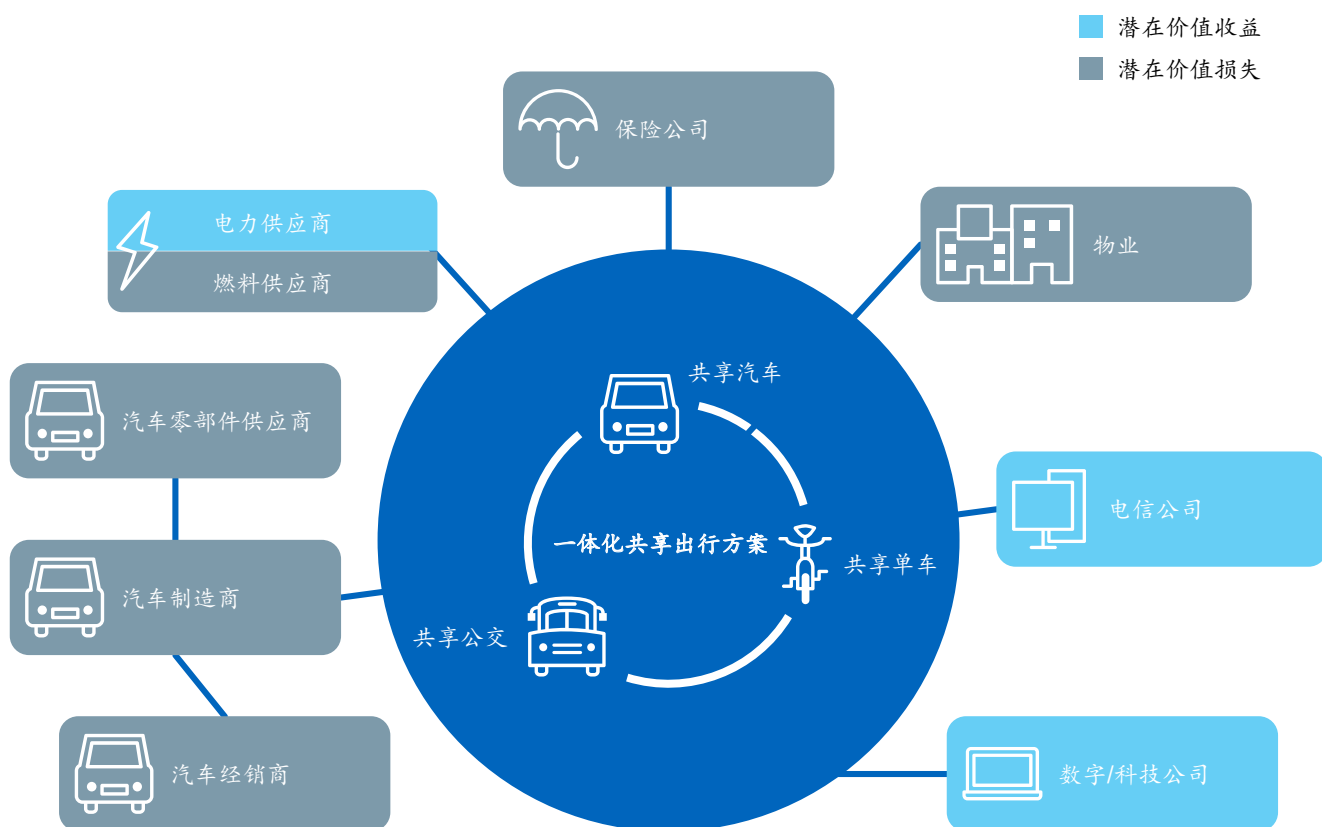 潜在价值收益
潜在价值损失
保险公司
电力供应商
燃料供应商
物业
共享汽车
汽车零部件供应商
电信公司
一体化共享出行方案
共享单车
汽车制造商
共享公交
汽车经销商
数字/科技公司